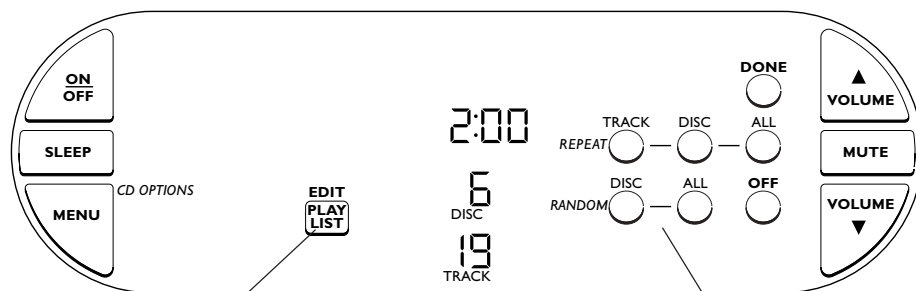 ON
OFF
SLEEP
MENU
CD OPTIONS
EDIT
PLAY
LIST
2:00
6
DISC
19
TRACK
DONE
TRACK DISC ALL
REPEAT
DISC ALL OFF
RANDOM
▲
VOLUME
MUTE
VOLUME
▼